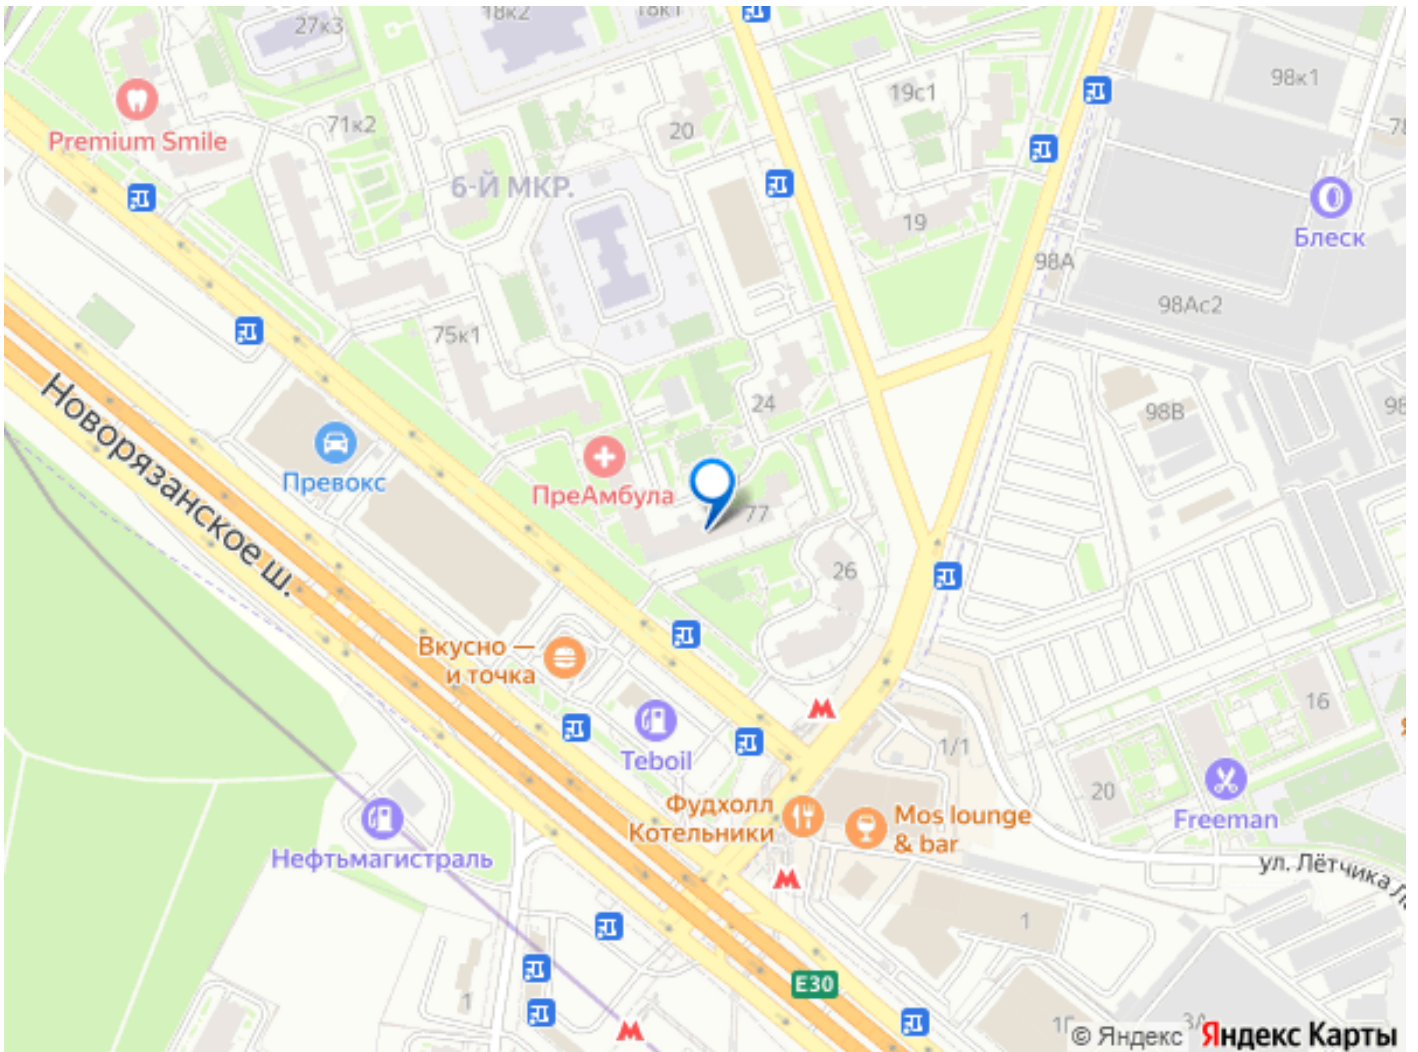 27к3
18к2
18к1
Premium Smile
71к2
20
19с1
98к1
6-Й МКР.
19
Блеск
98А
98Ас2
75к1
24
98В
Новорязанское ш.
Превокс
ПреАмбула
77
26
Вкусно —
и точка
Teboil
16
1/1
20
Freeman
Фудхолл
Котельники
Mos lounge
& bar
Нефтьмагистраль
ул. Лётчика
1
E30
1
1Г
3А
© Яндекс
Яндекс Карты